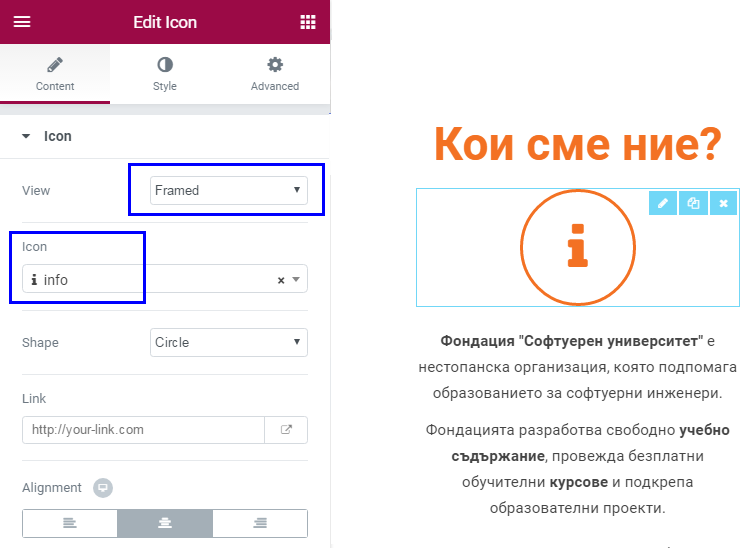 Edit Icon
Content
Style
Advanced
Icon
View
Framed
Icon
info
Shape
Circle
Link
http://your-link.com
Alignment
Кои сме ние?
Фондация "Софтуерен университет" е
нестопанска организация, която подпомага
образованието за софтуерни инженери.
Фондацията разработва свободно учебно
съдържание, провежда безплатни
обучителни курсове и подкрепа
образователни проекти.